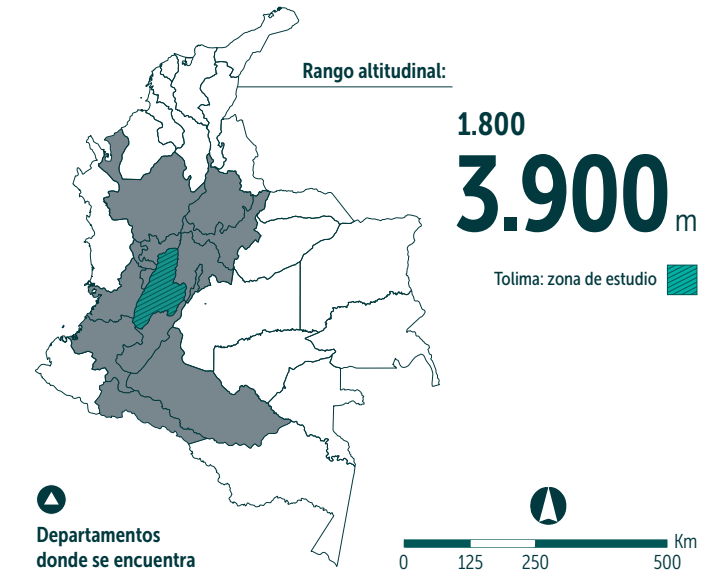 Rango altitudinal:
1.800
3.900 m
Tolima: zona de estudio
Departamentos
donde se encuentra
Km
0 125 250 500